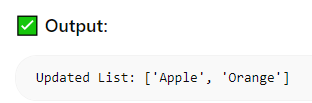 ✅ Output:
Updated List: ['Apple', 'Orange']